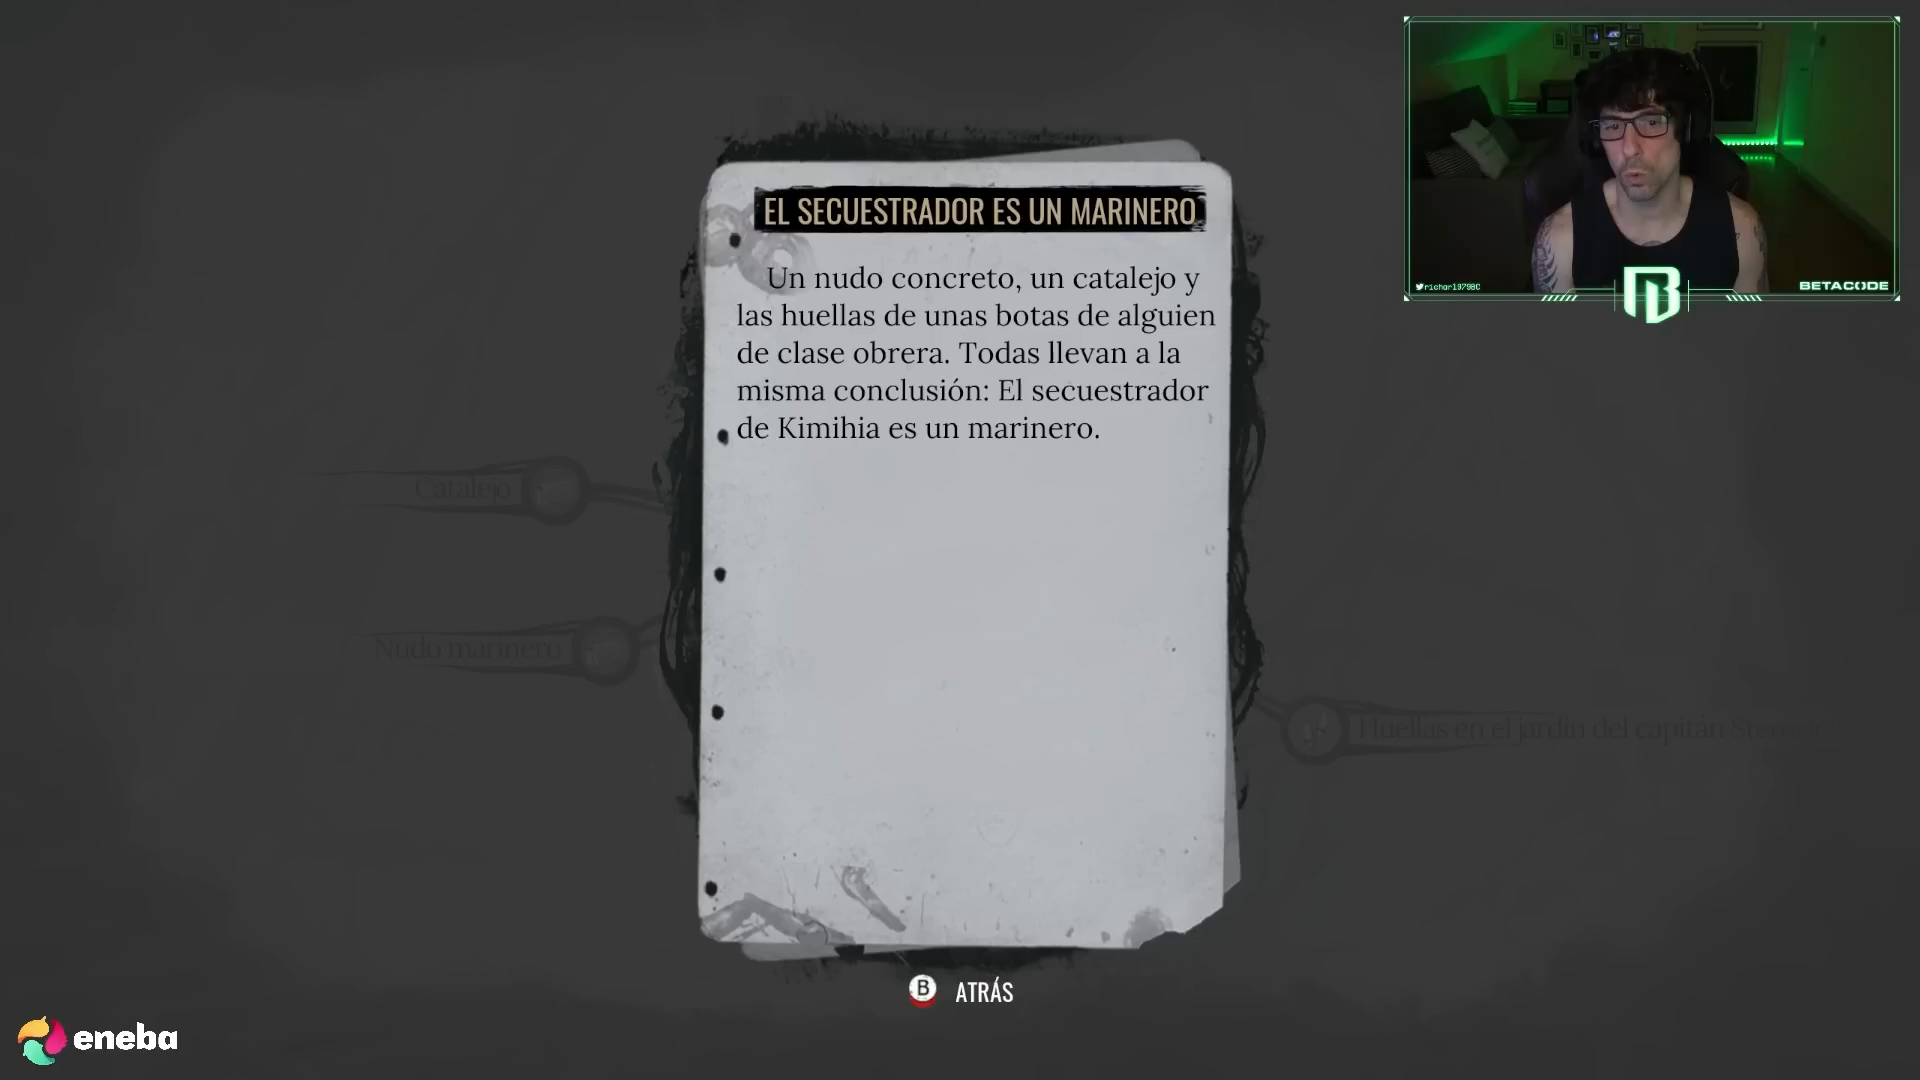 EL SECUESTRADOR ES UN MARINERO
Un nudo concreto, un catalejo y
las huellas de unas botas de alguien
de clase obrera. Todas llevan a la
misma conclusión: El secuestrador
de Kimihia es un marinero.
Catalejo
Nudo marinero
Huellas en el jardín del capitán
B ATRÁS
eneba
richar1979BC
BETACODE